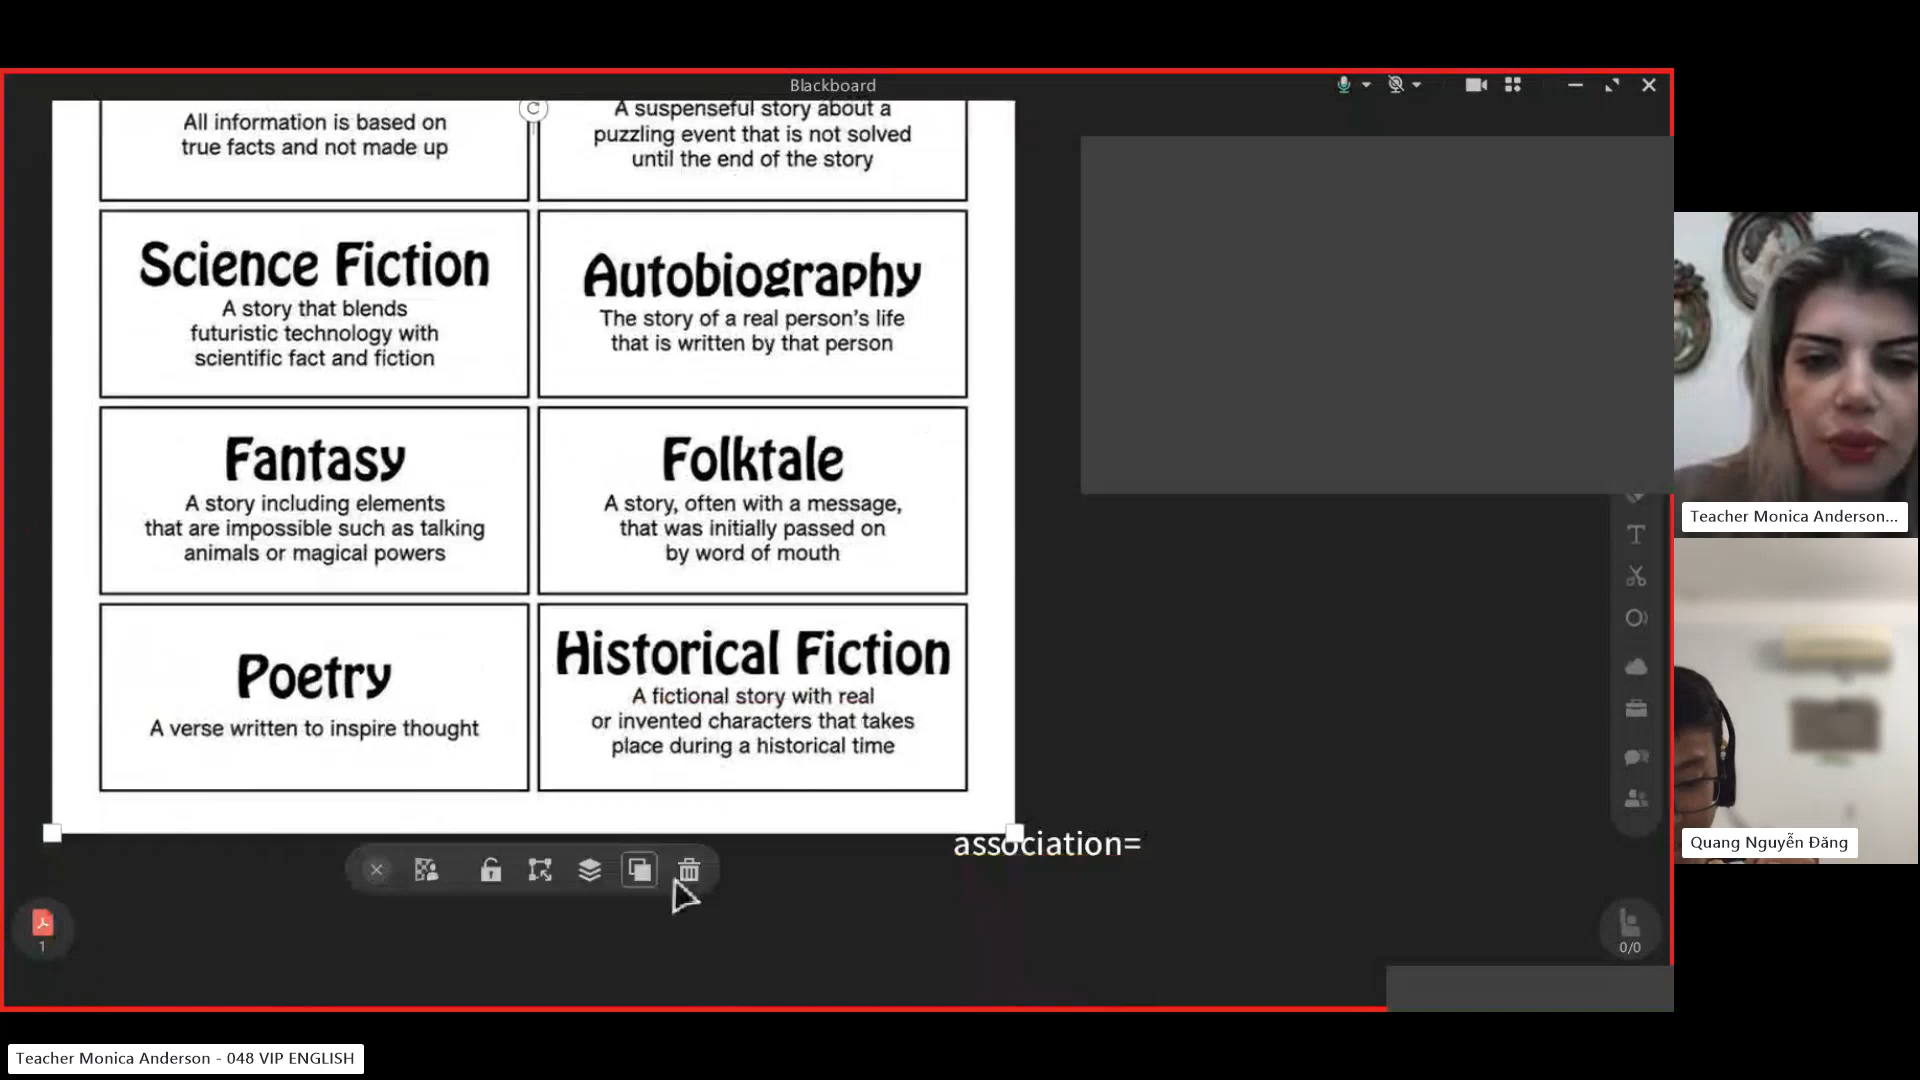 Blackboard
All information is based on
true facts and not made up
A suspenseful story about a
puzzling event that is not solved
until the end of the story
Science Fiction
A story that blends
futuristic technology with
scientific fact and fiction
Autobiography
The story of a real person's life
that is written by that person
Fantasy
A story including elements
that are impossible such as talking
animals or magical powers
Folktale
A story, often with a message,
that was initially passed on
by word of mouth
Poetry
A verse written to inspire thought
Historical Fiction
A fictional story with real
or invented characters that takes
place during a historical time
association=
1
0/0
Teacher Monica Anderson...
Quang Nguyễn Đăng
Teacher Monica Anderson - 048 VIP ENGLISH